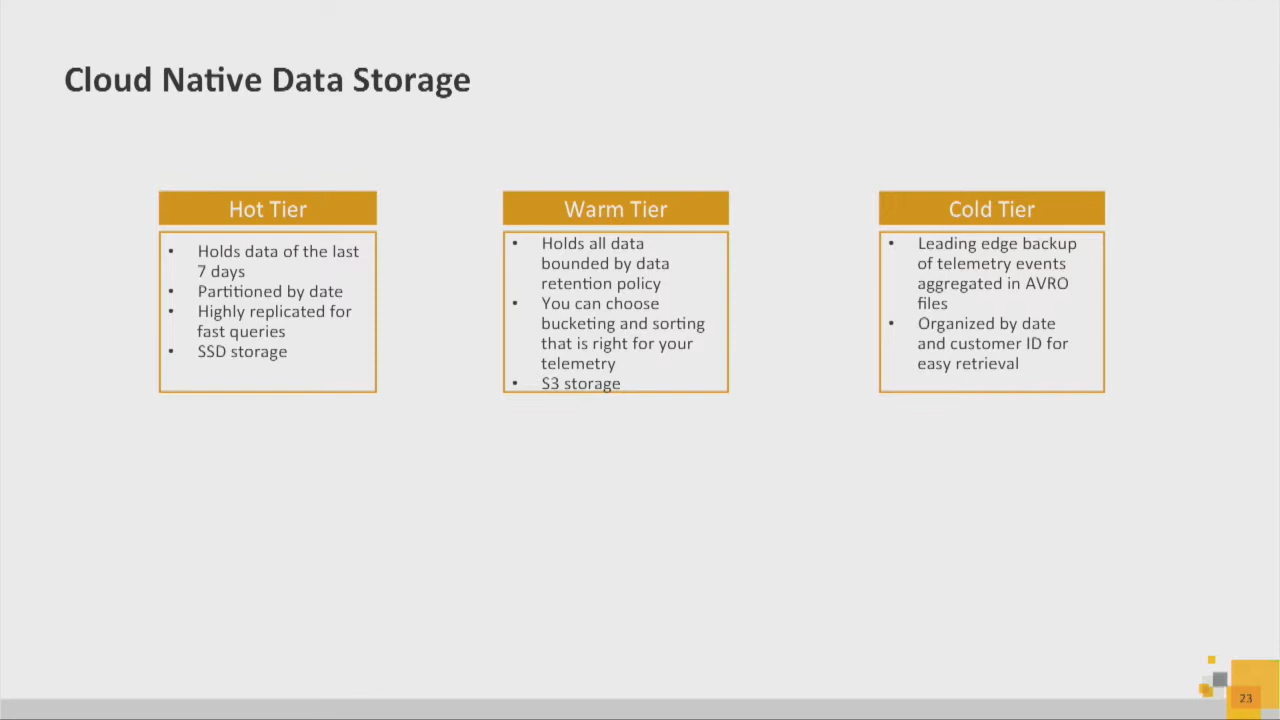 Cloud Native Data Storage
Hot Tier
• Holds data of the last
7 days
• Partitioned by date
• Highly replicated for
fast queries
• SSD storage
Warm Tier
• Holds all data
bounded by data
retention policy
• You can choose
bucketing and sorting
that is right for your
telemetry
• S3 storage
Cold Tier
• Leading edge backup
of telemetry events
aggregated in AVRO
files
• Organized by date
and customer ID for
easy retrieval
23